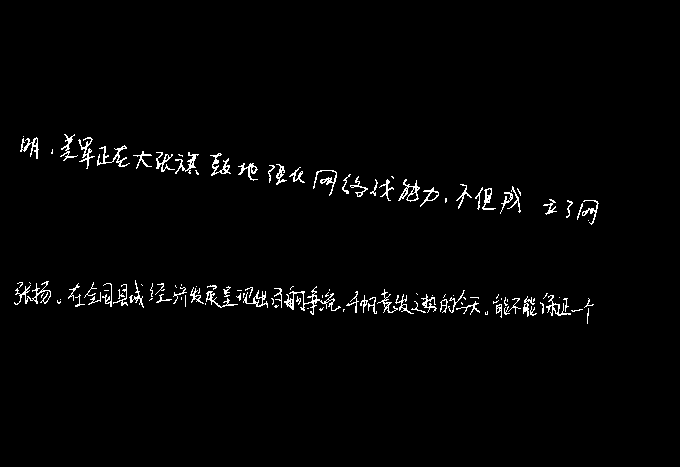 明，美军正在大张旗鼓地强化网络战能力，不但成立了网
张扬。在全国县域经济发展呈现出百舸争流，千帆竞发之势的今天。能不能保证一个